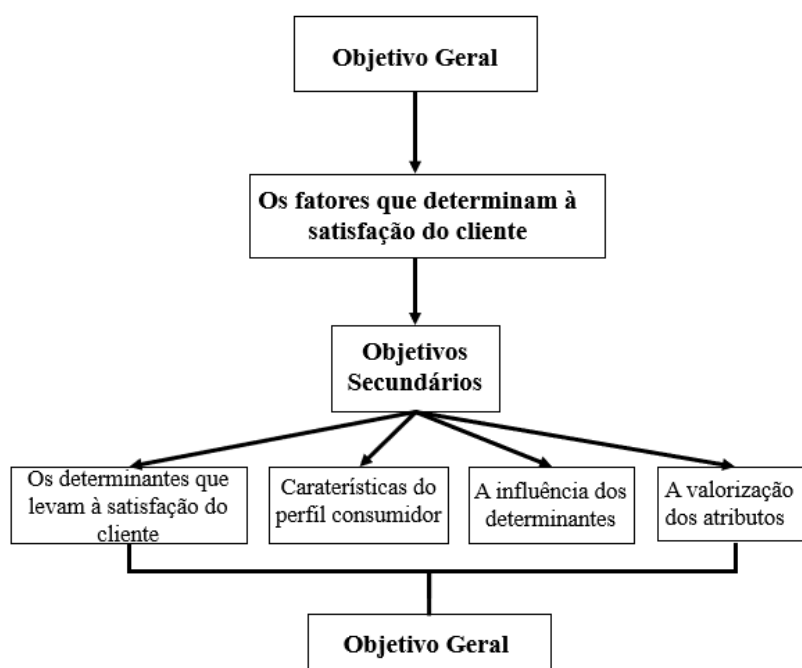 Objetivo Geral
Os fatores que determinam à
satisfação do cliente
Objetivos
Secundários
Os determinantes que
levam à satisfação do
cliente
Caraterísticas do
perfil consumidor
A influência dos
determinantes
A valorização
dos atributos
Objetivo Geral